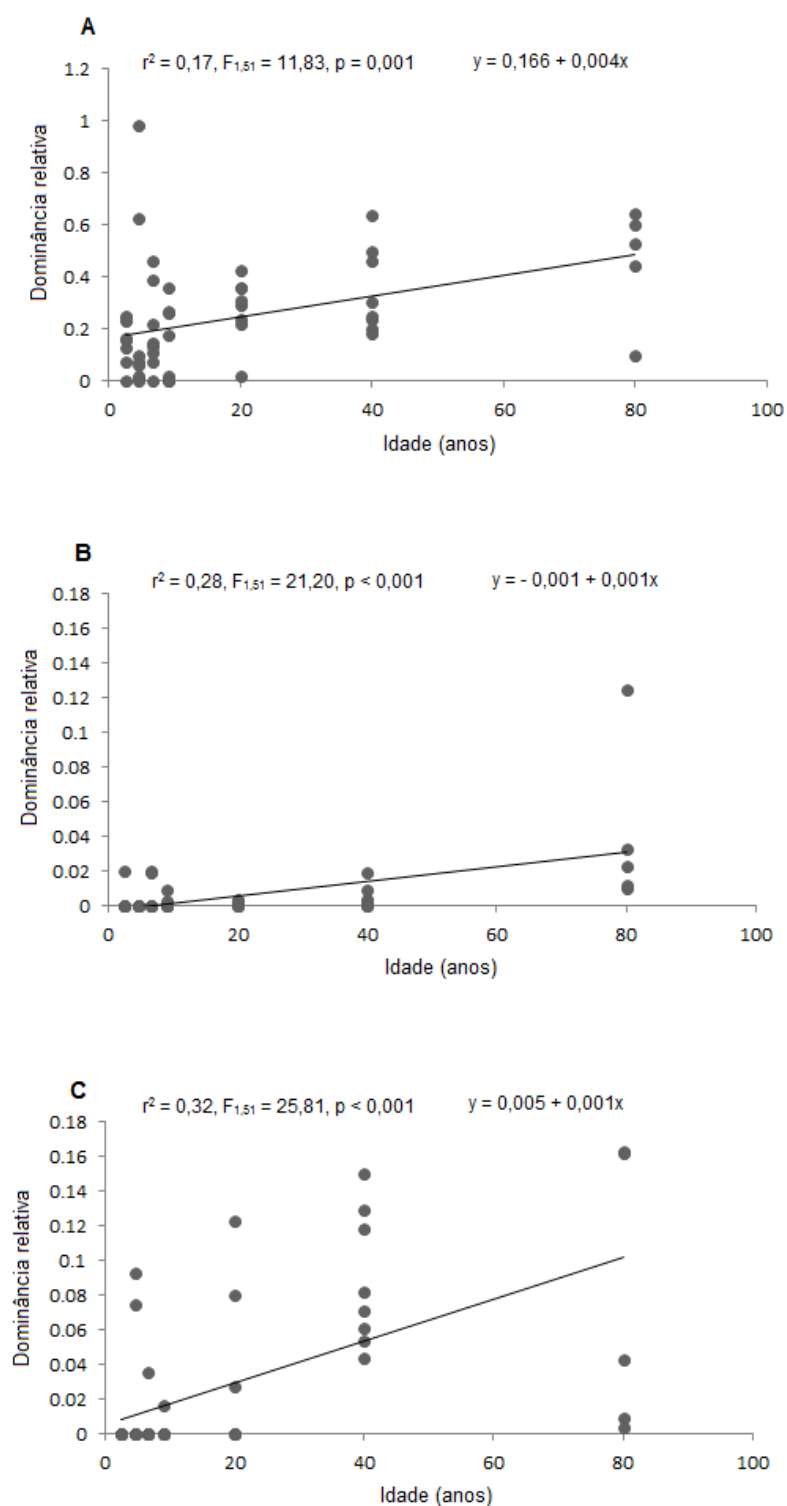 A
r² = 0,17, F1,51 = 11,83, p = 0,001 y = 0,166 + 0,004x
1.2
1
0.8
0.6
0.4
0.2
0
Dominância relativa
0 20 40 60 80 100
Idade (anos)
B
r² = 0,28, F1,51 = 21,20, p < 0,001 y = - 0,001 + 0,001x
0.18
0.16
0.14
0.12
0.1
0.08
0.06
0.04
0.02
0
Dominância relativa
0 20 40 60 80 100
Idade (anos)
C
r² = 0,32, F1,51 = 25,81, p < 0,001 y = 0,005 + 0,001x
0.18
0.16
0.14
0.12
0.1
0.08
0.06
0.04
0.02
0
Dominância relativa
0 20 40 60 80 100
Idade (anos)